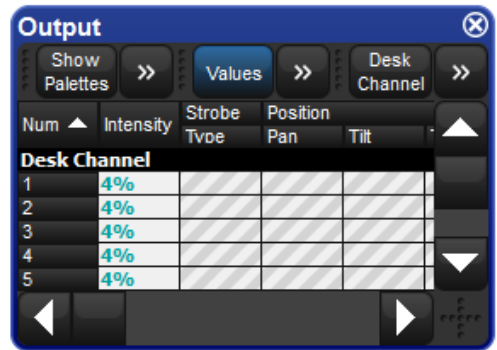 Output
Show Palettes » Values » Desk Channel »
Num Intensity Strobe Position
Type Pan Tilt
Desk Channel
1 4%
2 4%
3 4%
4 4%
5 4%